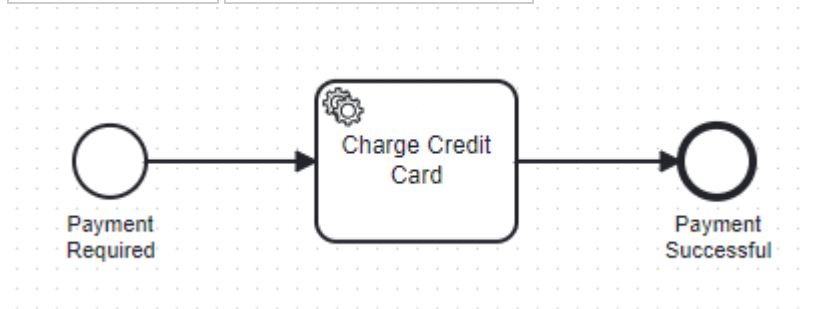 Charge Credit
Card
Payment
Required
Payment
Successful